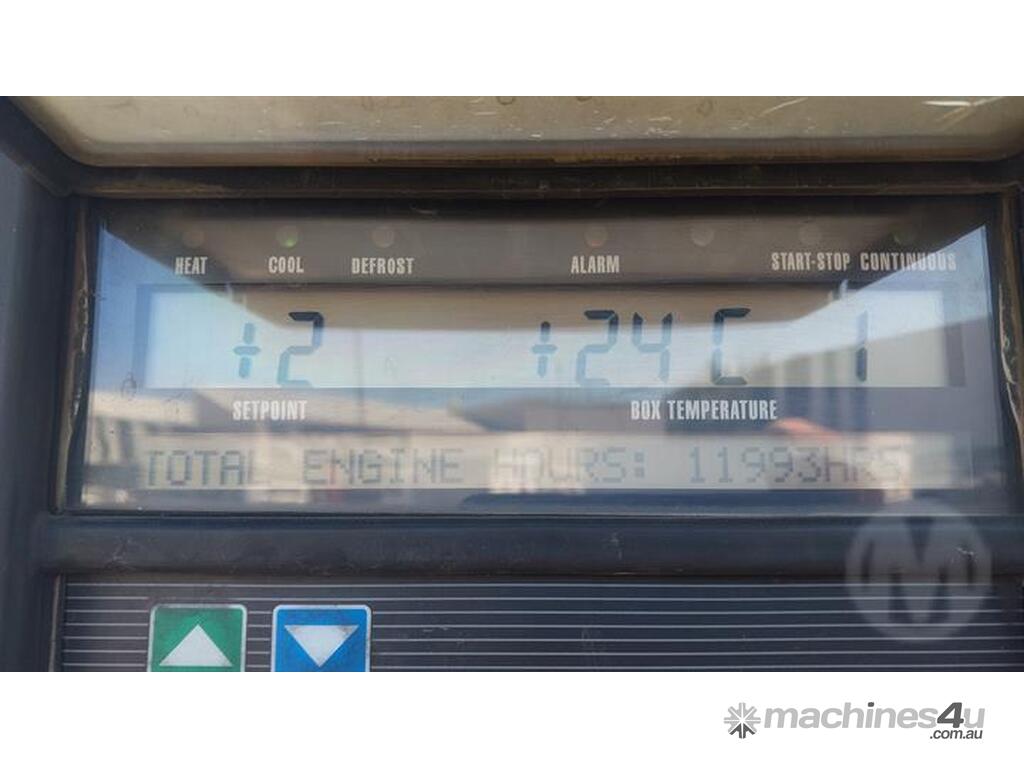 HEAT COOL DEFROST ALARM START-STOP CONTINUOUS
+2 +24 C 1
SETPOINT BOX TEMPERATURE
TOTAL ENGINE HOURS: 11993HRS
M
machines4u
.com.au